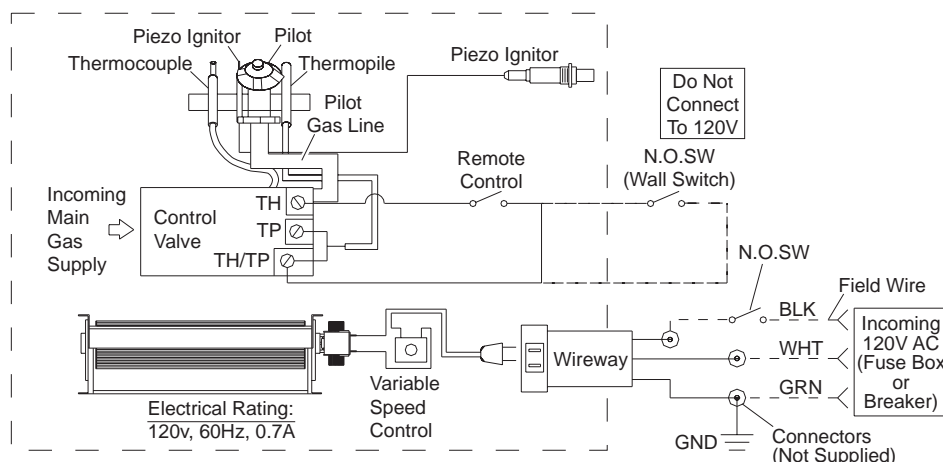 Piezo Ignitor
Pilot
Thermocouple
Thermopile
Pilot
Gas Line
Piezo Ignitor
Do Not
Connect
To 120V
Remote
Control
N.O.SW
(Wall Switch)
Incoming
Main
Gas
Supply
Control
Valve
TH
TP
TH/TP
N.O.SW
Field Wire
BLK
WHT
GRN
Incoming
120V AC
(Fuse Box
or
Breaker)
Wireway
Variable
Speed
Control
Electrical Rating:
120v, 60Hz, 0.7A
GND
Connectors
(Not Supplied)